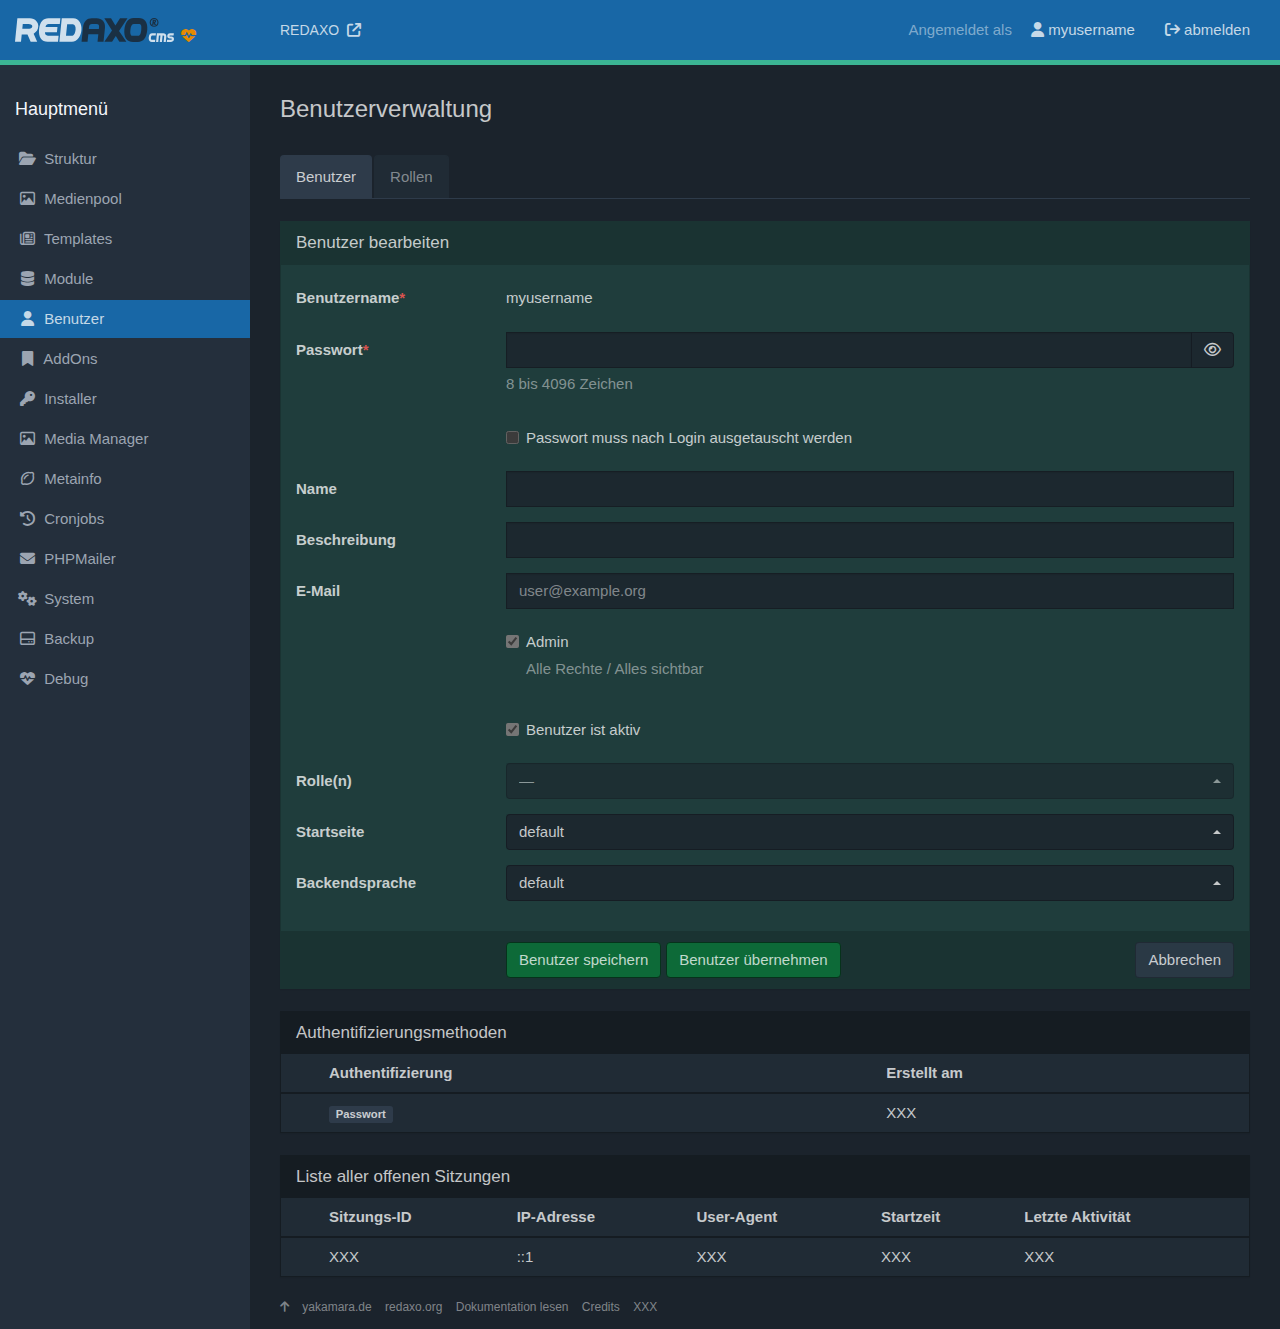 REDAXO® cms
REDAXO
Angemeldet als myusername abmelden
Hauptmenü
Struktur
Medienpool
Templates
Module
Benutzer
AddOns
Installer
Media Manager
Metainfo
Cronjobs
PHPMailer
System
Backup
Debug
Benutzerverwaltung
Benutzer Rollen
Benutzer bearbeiten
Benutzername* myusername
Passwort*
8 bis 4096 Zeichen
Passwort muss nach Login ausgetauscht werden
Name
Beschreibung
E-Mail user@example.org
Admin
Alle Rechte / Alles sichtbar
Benutzer ist aktiv
Rolle(n) —
Startseite default
Backendsprache default
Benutzer speichern Benutzer übernehmen Abbrechen
Authentifizierungsmethoden
Authentifizierung Erstellt am
Passwort XXX
Liste aller offenen Sitzungen
Sitzungs-ID IP-Adresse User-Agent Startzeit Letzte Aktivität
XXX ::1 XXX XXX XXX
yakamara.de redaxo.org Dokumentation lesen Credits XXX